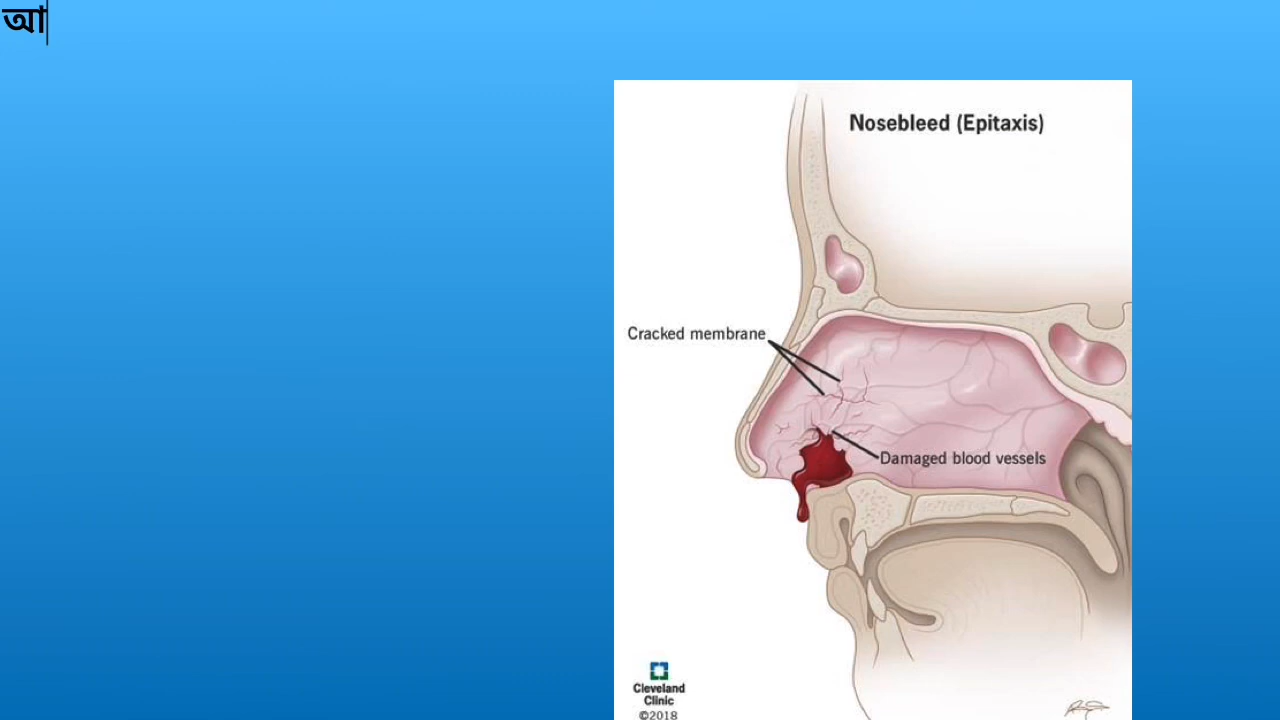 আ
Nosebleed (Epitaxis)
Cracked membrane
Damaged blood vessels
Cleveland
Clinic
©2018